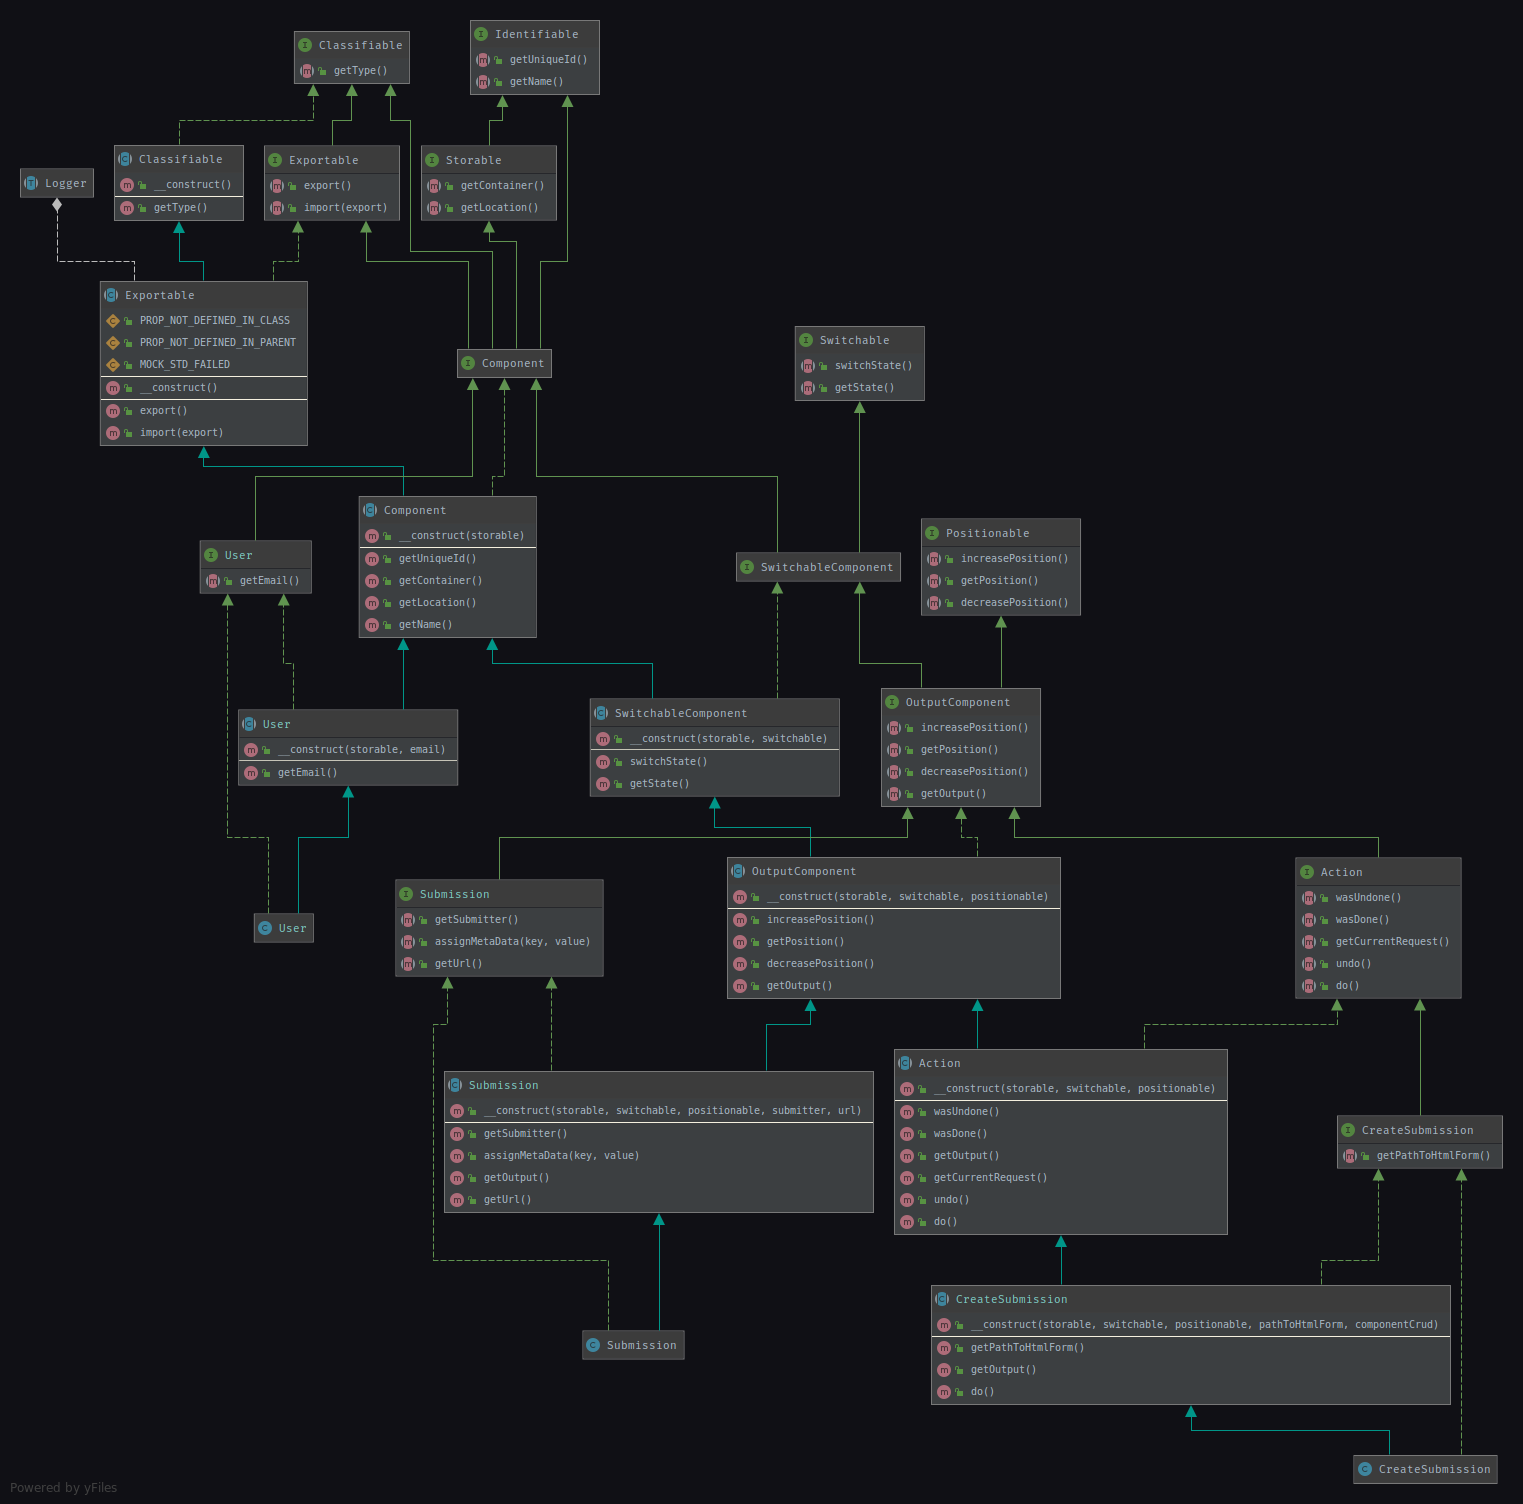 Identifiable
getUniqueId()
getName()
Classifiable
getType()
Classifiable
__construct()
getType()
Exportable
export()
import(export)
Storable
getContainer()
getLocation()
Logger
Exportable
PROP_NOT_DEFINED_IN_CLASS
PROP_NOT_DEFINED_IN_PARENT
MOCK_STD_FAILED
__construct()
export()
import(export)
Component
Switchable
switchState()
getState()
Component
__construct(storable)
getUniqueId()
getContainer()
getLocation()
getName()
User
getEmail()
SwitchableComponent
Positionable
increasePosition()
getPosition()
decreasePosition()
User
__construct(storable, email)
getEmail()
SwitchableComponent
__construct(storable, switchable)
switchState()
getState()
OutputComponent
increasePosition()
getPosition()
decreasePosition()
getOutput()
User
Submission
getSubmitter()
assignMetaData(key, value)
getUrl()
OutputComponent
__construct(storable, switchable, positionable)
increasePosition()
getPosition()
decreasePosition()
getOutput()
Action
wasUndone()
wasDone()
getCurrentRequest()
undo()
do()
Submission
__construct(storable, switchable, positionable, submitter, url)
getSubmitter()
assignMetaData(key, value)
getOutput()
getUrl()
Action
__construct(storable, switchable, positionable)
wasUndone()
wasDone()
getOutput()
getCurrentRequest()
undo()
do()
CreateSubmission
getPathToHtmlForm()
Submission
CreateSubmission
__construct(storable, switchable, positionable, pathToHtmlForm, componentCrud)
getPathToHtmlForm()
getOutput()
do()
CreateSubmission
Powered by yFiles